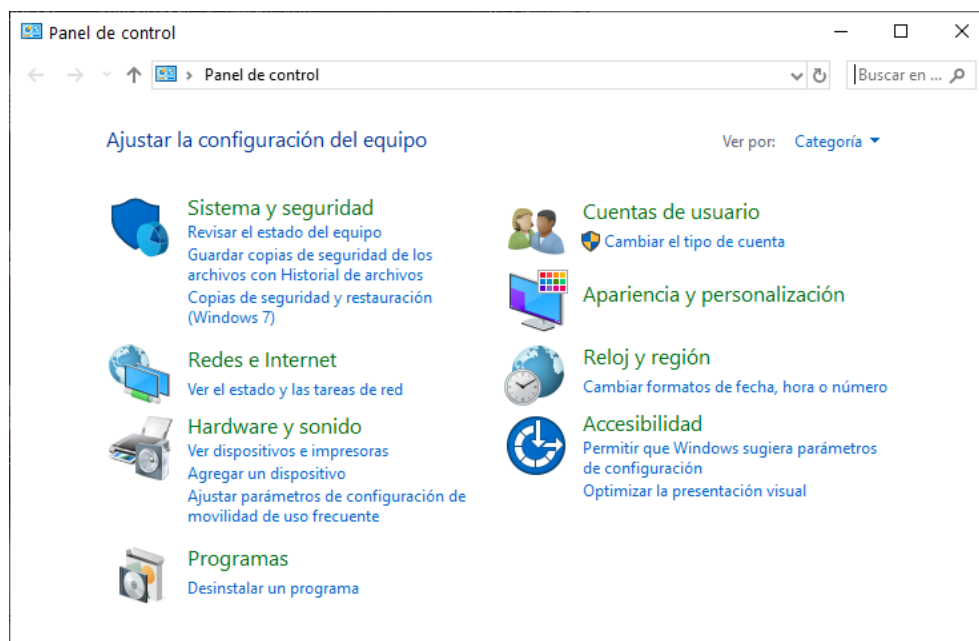 Panel de control
Panel de control
Buscar en ...
Ajustar la configuración del equipo
Ver por: Categoría
Sistema y seguridad
Revisar el estado del equipo
Guardar copias de seguridad de los
archivos con Historial de archivos
Copias de seguridad y restauración
(Windows 7)
Redes e Internet
Ver el estado y las tareas de red
Hardware y sonido
Ver dispositivos e impresoras
Agregar un dispositivo
Ajustar parámetros de configuración de
movilidad de uso frecuente
Programas
Desinstalar un programa
Cuentas de usuario
Cambiar el tipo de cuenta
Apariencia y personalización
Reloj y región
Cambiar formatos de fecha, hora o número
Accesibilidad
Permitir que Windows sugiera parámetros
de configuración
Optimizar la presentación visual